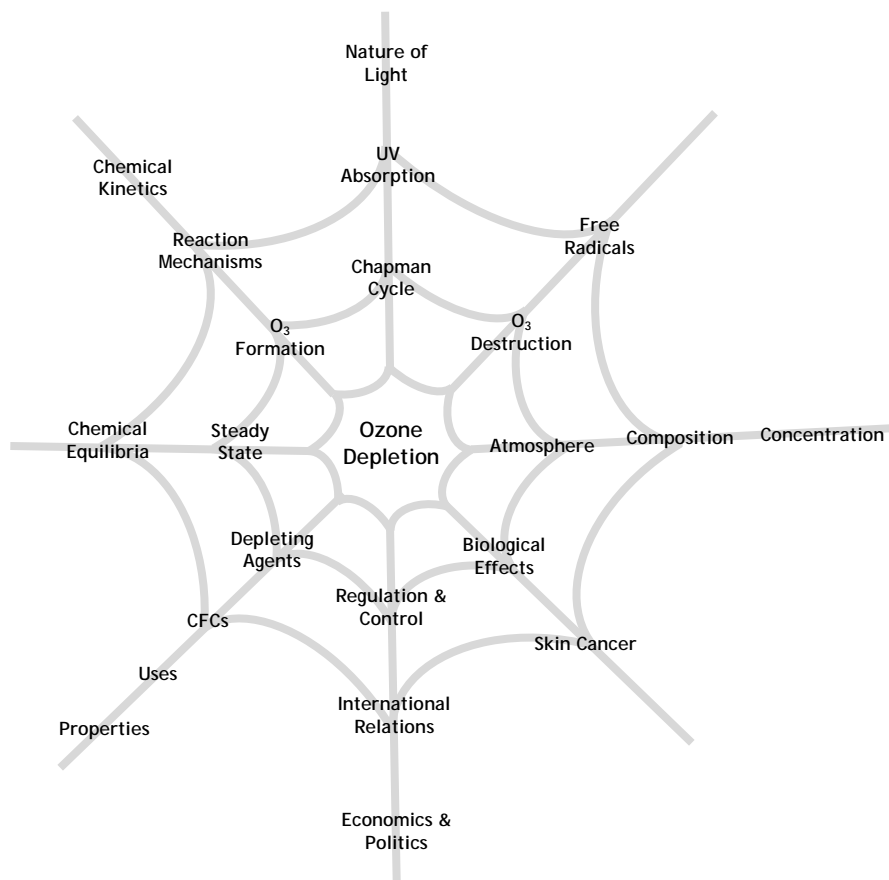 Nature of
Light
UV
Absorption
Chemical
Kinetics
Free
Radicals
Reaction
Mechanisms
Chapman
Cycle
O₃
Formation
O₃
Destruction
Chemical
Equilibria
Steady
State
Ozone
Depletion
Atmosphere
Composition
Concentration
Depleting
Agents
Biological
Effects
Regulation &
Control
CFCs
Skin Cancer
Uses
International
Relations
Properties
Economics &
Politics